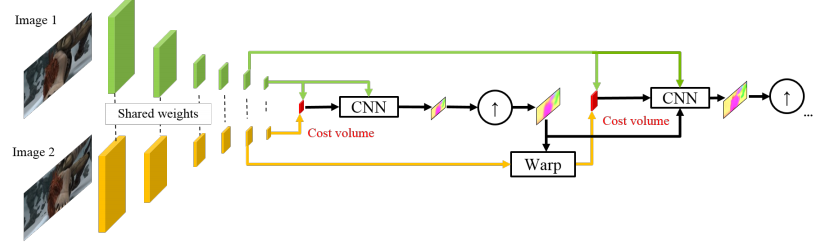 Image 1
CNN
↑
CNN
↑
...
Shared weights
Cost volume
Cost volume
Image 2
Warp